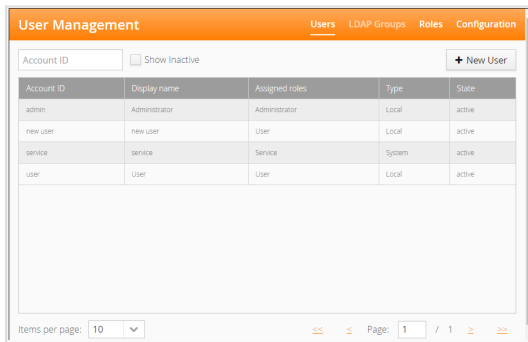 User Management Users LDAP Groups Roles Configuration
Account ID Show Inactive + New User
Account ID Display name Assigned roles Type State
admin Administrator Administrator Local active
new user new user User Local active
service service Service System active
user User User Local active
Items per page: 10 << < Page: 1 / 1 > >>